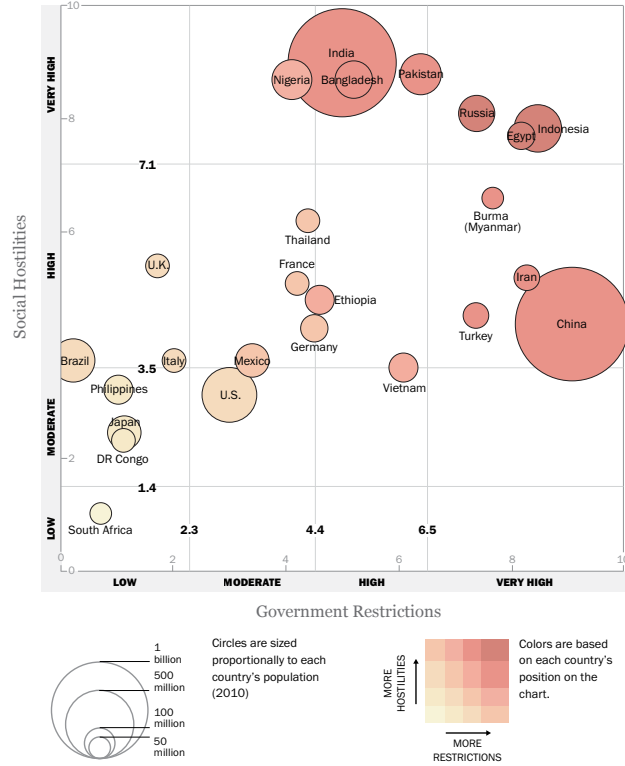 10
India
Nigeria
Bangladesh
Pakistan
VERY HIGH
8
Russia
Egypt
Indonesia
7.1
Burma
(Myanmar)
6
Thailand
HIGH
Social Hostilities
U.K.
France
Iran
Ethiopia
China
Germany
Turkey
Brazil
Italy
Mexico
3.5
Vietnam
Philippines
U.S.
MODERATE
Japan
DR Congo
2
1.4
LOW
South Africa
2.3
4.4
6.5
0
2
4
6
8
10
0
LOW
MODERATE
HIGH
VERY HIGH
Government Restrictions
1
billion
500
million
100
million
50
million
Circles are sized
proportionally to each
country's population
(2010)
MORE
HOSTILITIES
MORE
RESTRICTIONS
Colors are based
on each country's
position on the
chart.